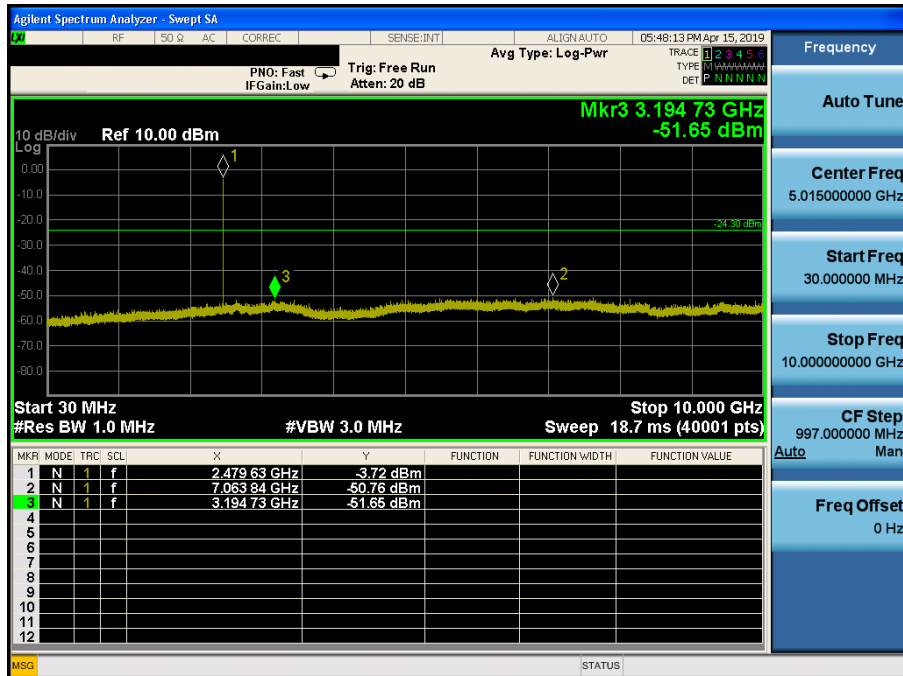 Agilent Spectrum Analyzer - Swept SA
LXI RF 50 Ω AC CORREC SENSE:INT ALIGN AUTO 05:48:13 PM Apr 15, 2019
Frequency
Avg Type: Log-Pwr
TRACE 1 2 3 4 5 6
TYPE M
DET P N N N N N
PNO: Fast
IFGain:Low
Trig: Free Run
Atten: 20 dB
Auto Tune
Mkr3 3.194 73 GHz
-51.65 dBm
10 dB/div Ref 10.00 dBm
Log
0.00
-10.0
-20.0
-30.0
-40.0
-50.0
-60.0
-70.0
-80.0
1
2
3
-24.30 dBm
Center Freq
5.015000000 GHz
Start Freq
30.000000 MHz
Stop Freq
10.000000000 GHz
Start 30 MHz Stop 10.000 GHz
#Res BW 1.0 MHz #VBW 3.0 MHz Sweep 18.7 ms (40001 pts)
CF Step
997.000000 MHz
Auto Man
MKR MODE TRC SCL X Y FUNCTION FUNCTION WIDTH FUNCTION VALUE
1 N 1 f 2.479 63 GHz -3.72 dBm
2 N 1 f 7.063 84 GHz -50.76 dBm
3 N 1 f 3.194 73 GHz -51.65 dBm
4
5
6
7
8
9
10
11
12
Freq Offset
0 Hz
MSG STATUS